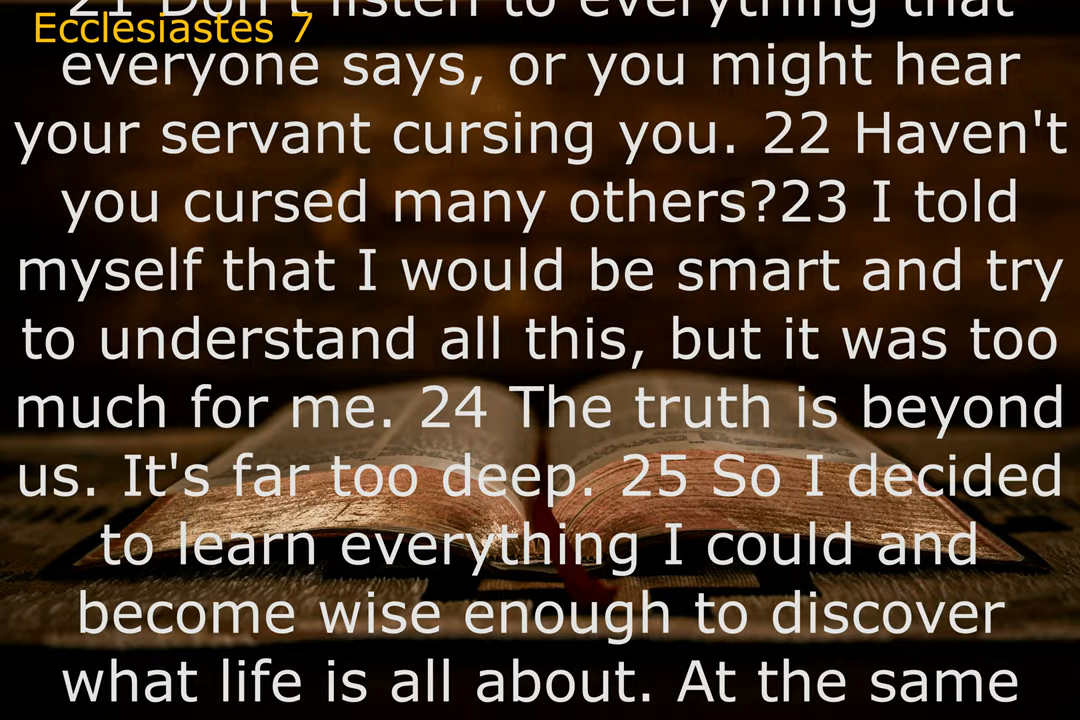 21 Don't listen to everything that
Ecclesiastes 7
everyone says, or you might hear
your servant cursing you. 22 Haven't
you cursed many others?23 I told
myself that I would be smart and try
to understand all this, but it was too
much for me. 24 The truth is beyond
us. It's far too deep. 25 So I decided
to learn everything I could and
become wise enough to discover
what life is all about. At the same